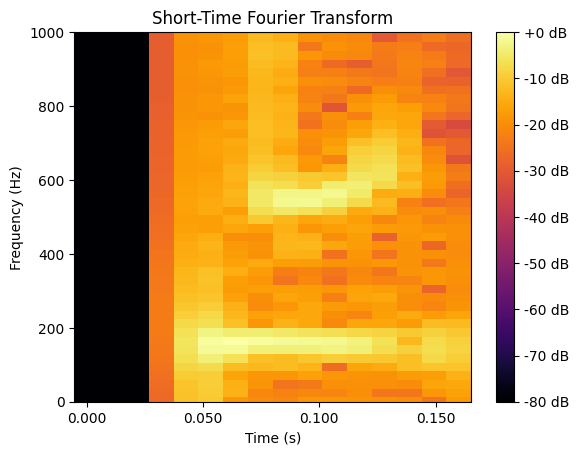 Short-Time Fourier Transform
1000
800
600
400
200
0
Frequency (Hz)
0.000
0.050
0.100
0.150
Time (s)
+0 dB
-10 dB
-20 dB
-30 dB
-40 dB
-50 dB
-60 dB
-70 dB
-80 dB